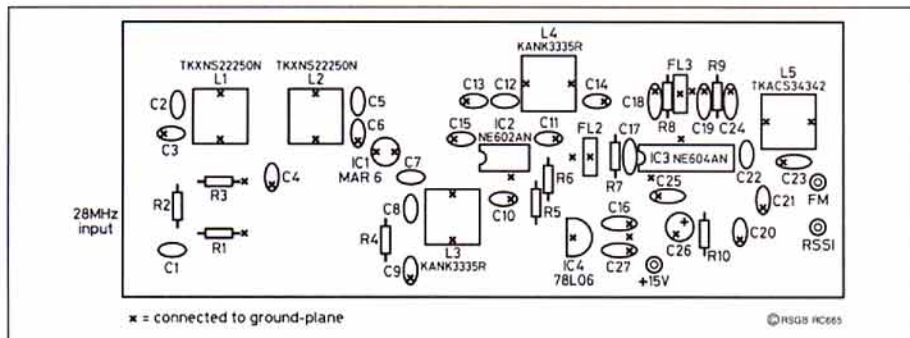 L4
KANK3335R
TKXNS22250N
L1
TKXNS22250N
L2
C2
C3
C5
C6
C13
C12
C14
C15
IC2
NE602AN
C11
FL3
R9
C18
R8
C19
C24
L5
TKACS34342
IC1
MAR 6
C7
FL2
C17
R7
IC3 NE604AN
C22
C23
FM
R3
C4
R2
R1
C1
28MHz
input
C8
R4
C9
L3
KANK3335R
C10
R6
R5
C25
C16
C27
IC4
78L06
+15V
+
C26
R10
C20
C21
RSSI
x = connected to ground-plane
©RSGB RC665